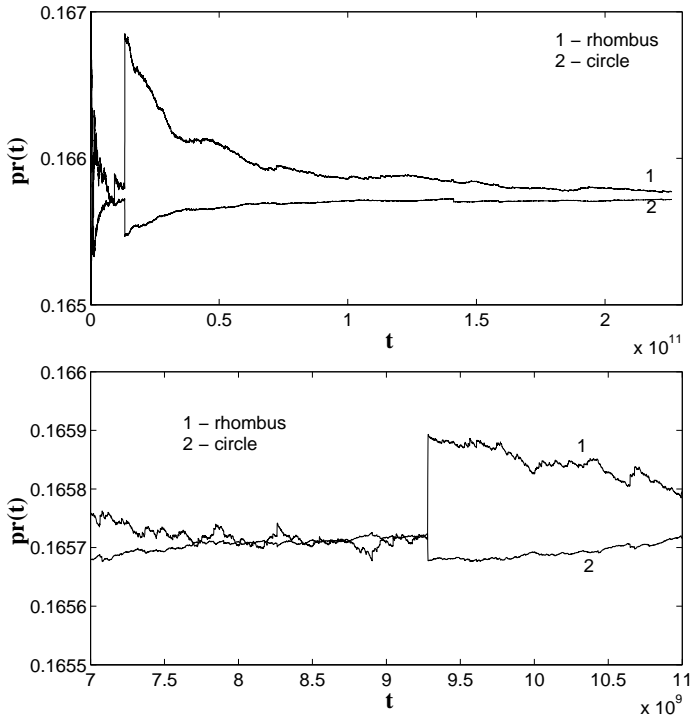 0.167
1 – rhombus
2 – circle
pr(t)
0.166
1
2
0.165
0 0.5 1 1.5 2
t
x 10^11
0.166
1 – rhombus
2 – circle
0.1659
1
0.1658
pr(t)
0.1657
2
0.1656
0.1655
7 7.5 8 8.5 9 9.5 10 10.5 11
t
x 10^9